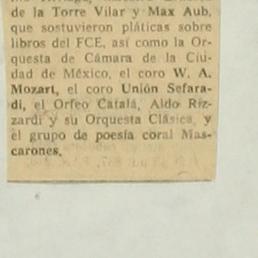 de la Torre Vilar y Max Aub,
que sostuvieron pláticas sobre
libros del FCE, así como la Or-
questa de Cámara de la Ciu-
dad de México, el coro W. A.
Mozart, el coro Unión Sefara-
di, el Orfeo Catalá, Aldo Riz-
zardi y su Orquesta Clásica, y
el grupo de poesía coral Mas-
carones.